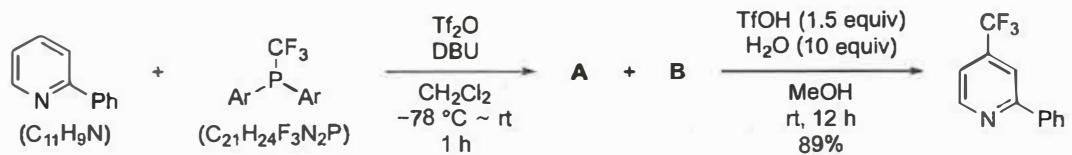 N
Ph
(C₁₁H₉N)
+
CF₃
P
Ar
Ar
(C₂₁H₂₄F₃N₂P)
Tf₂O
DBU
CH₂Cl₂
−78 °C ~ rt
1 h
A + B
TfOH (1.5 equiv)
H₂O (10 equiv)
MeOH
rt, 12 h
89%
CF₃
N
Ph